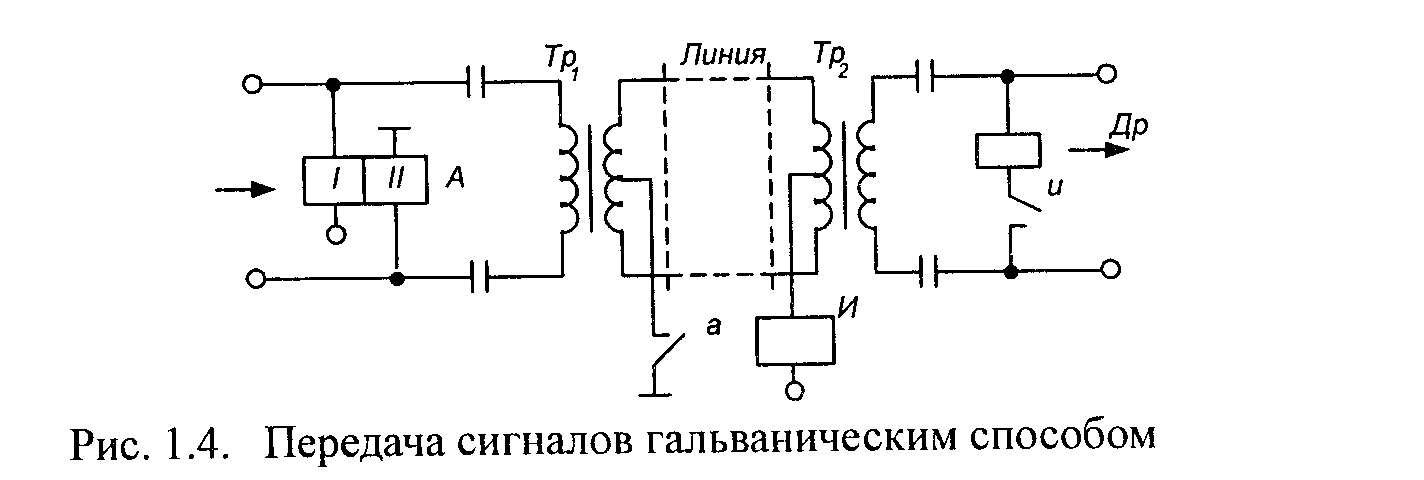 Тр1 Линия Тр2
Др
I II А и
а И
Рис. 1.4. Передача сигналов гальваническим способом